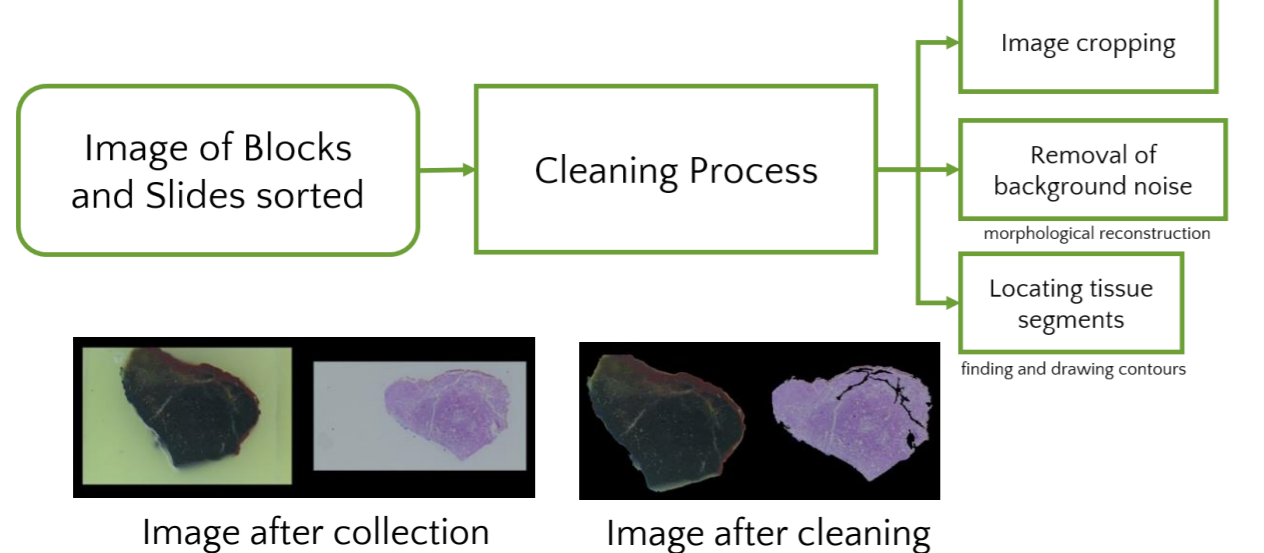 Image of Blocks
and Slides sorted
Cleaning Process
Image cropping
Removal of
background noise
morphological reconstruction
Locating tissue
segments
finding and drawing contours
Image after collection
Image after cleaning